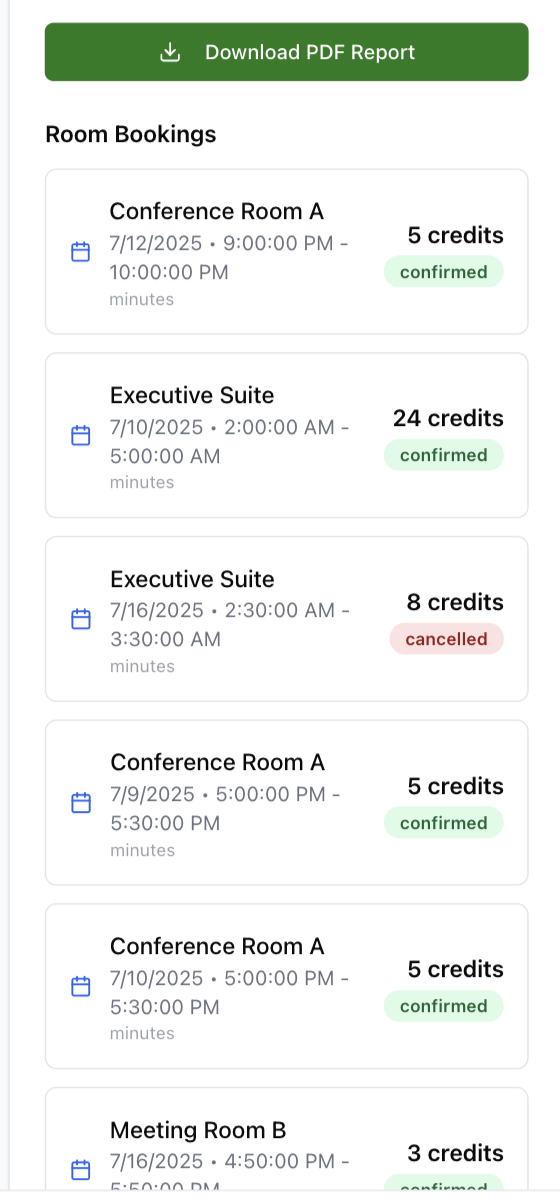 Download PDF Report
Room Bookings
Conference Room A
7/12/2025 • 9:00:00 PM -
10:00:00 PM
minutes
5 credits
confirmed
Executive Suite
7/10/2025 • 2:00:00 AM -
5:00:00 AM
minutes
24 credits
confirmed
Executive Suite
7/16/2025 • 2:30:00 AM -
3:30:00 AM
minutes
8 credits
cancelled
Conference Room A
7/9/2025 • 5:00:00 PM -
5:30:00 PM
minutes
5 credits
confirmed
Conference Room A
7/10/2025 • 5:00:00 PM -
5:30:00 PM
minutes
5 credits
confirmed
Meeting Room B
7/16/2025 • 4:50:00 PM -
5:50:00 PM
3 credits
confirmed